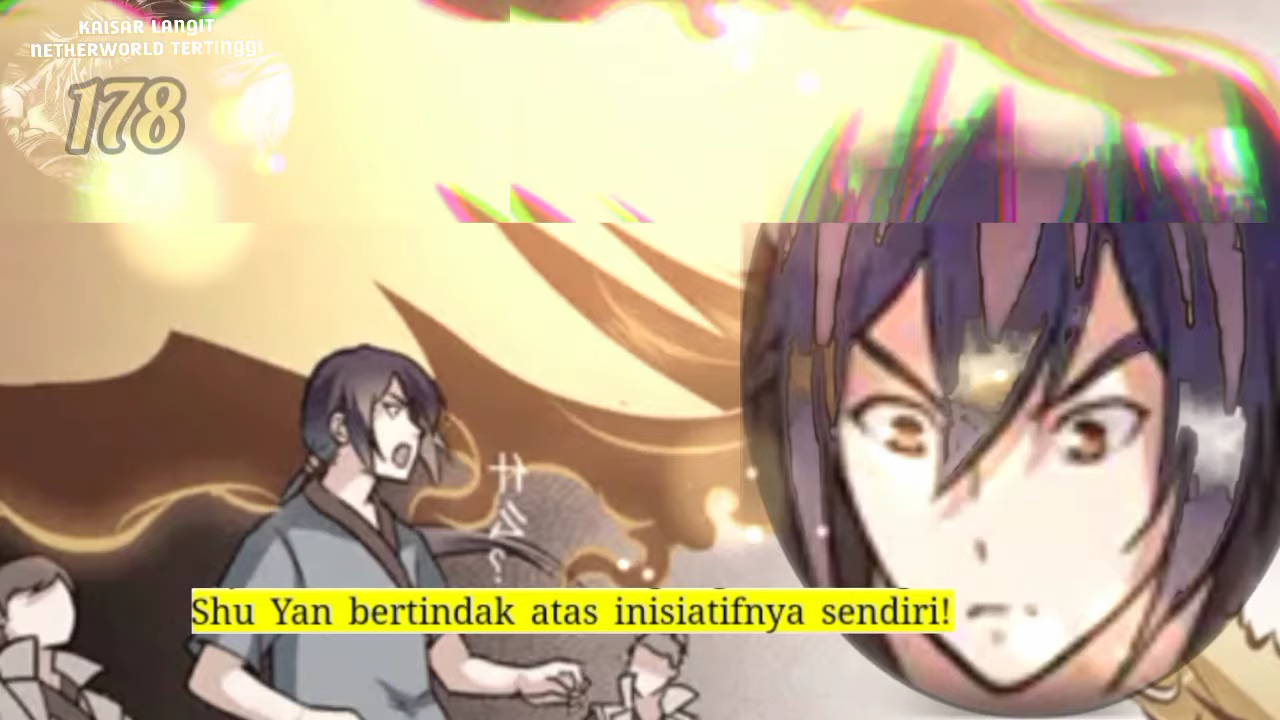 KAISAR LANGIT
NETHERWORLD TERTINGGI
178
Shu Yan bertindak atas inisiatifnya sendiri!